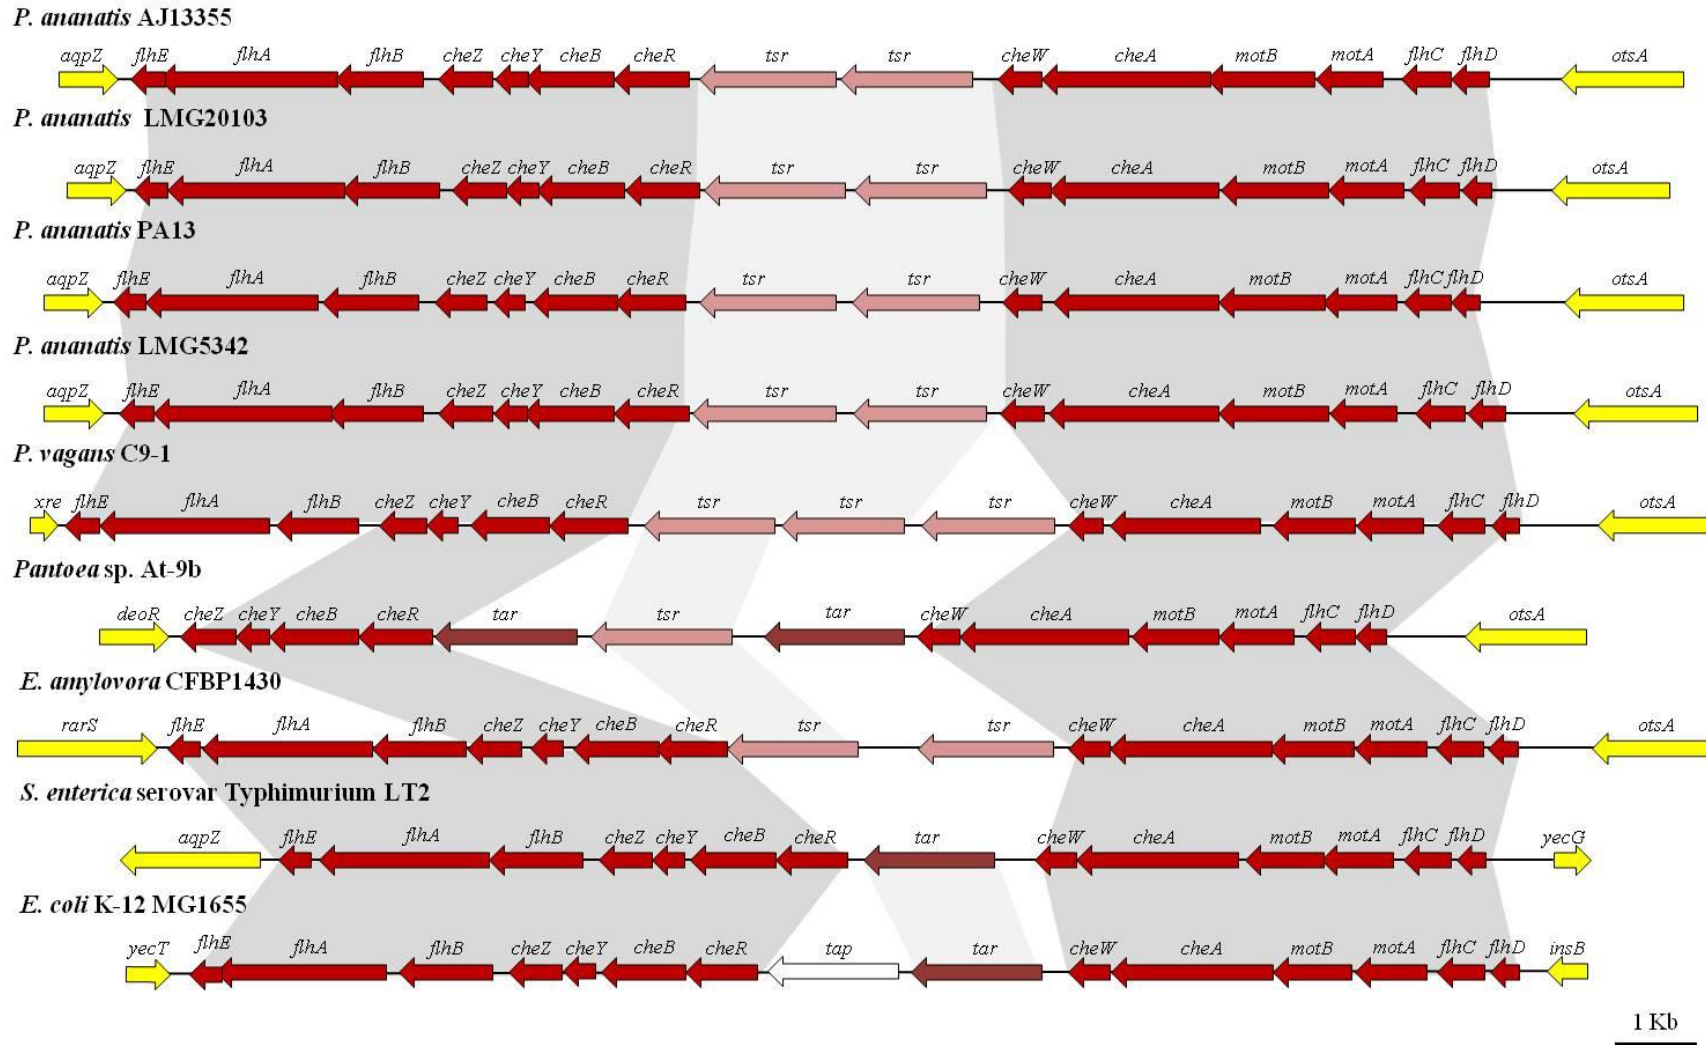 P. ananatis AJ13355
aqpZ flhE flhA flhB cheZ cheY cheB cheR tsr tsr cheW cheA motB motA flhC flhD otsA
P. ananatis LMG20103
aqpZ flhE flhA flhB cheZ cheY cheB cheR tsr tsr cheW cheA motB motA flhC flhD otsA
P. ananatis PA13
aqpZ flhE flhA flhB cheZ cheY cheB cheR tsr tsr cheW cheA motB motA flhC flhD otsA
P. ananatis LMG5342
aqpZ flhE flhA flhB cheZ cheY cheB cheR tsr tsr cheW cheA motB motA flhC flhD otsA
P. vagans C9-1
xre flhE flhA flhB cheZ cheY cheB cheR tsr tsr tsr cheW cheA motB motA flhC flhD otsA
Pantoea sp. At-9b
deoR cheZ cheY cheB cheR tar tsr tar cheW cheA motB motA flhC flhD otsA
E. amylovora CFBP1430
rarS flhE flhA flhB cheZ cheY cheB cheR tsr tsr cheW cheA motB motA flhC flhD otsA
S. enterica serovar Typhimurium LT2
aqpZ flhE flhA flhB cheZ cheY cheB cheR tar cheW cheA motB motA flhC flhD yecG
E. coli K-12 MG1655
yecT flhE flhA flhB cheZ cheY cheB cheR tap tar cheW cheA motB motA flhC flhD insB
1 Kb